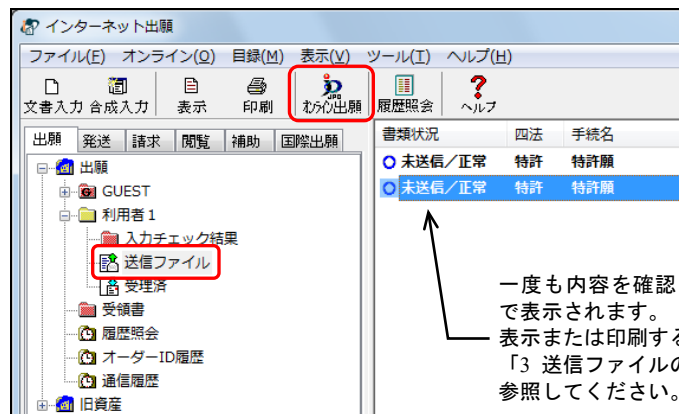 インターネット出願
ファイル(F) オンライン(O) 目録(M) 表示(V) ツール(T) ヘルプ(H)
文書入力 合成入力 表示 印刷 オンライン出願 履歴照会 ヘルプ
出願 発送 請求 閲覧 補助 国際出願
書類状況 四法 手続名
未送信／正常 特許 特許願
未送信／正常 特許 特許願
出願
GUEST
利用者１
入力チェック結果
送信ファイル
受理済
受領書
履歴照会
オーダーID履歴
通信履歴
旧資産
一度も内容を確認
で表示されます。
表示または印刷する
「3 送信ファイルの
参照してください。